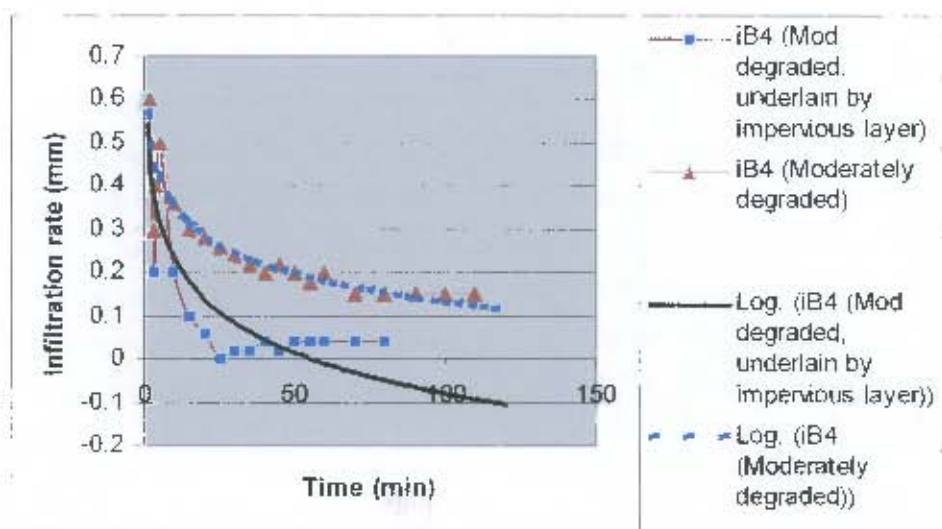 0.7
0.6
0.5
0.4
0.3
0.2
0.1
0
-0.1
-0.2
0
50
100
150
Infiltration rate (mm)
Time (min)
iB4 (Mod
degraded,
underlain by
impervious layer)
iB4 (Moderately
degraded)
Log. (iB4 (Mod
degraded,
underlain by
impervious layer))
Log. (iB4
(Moderately
degraded))